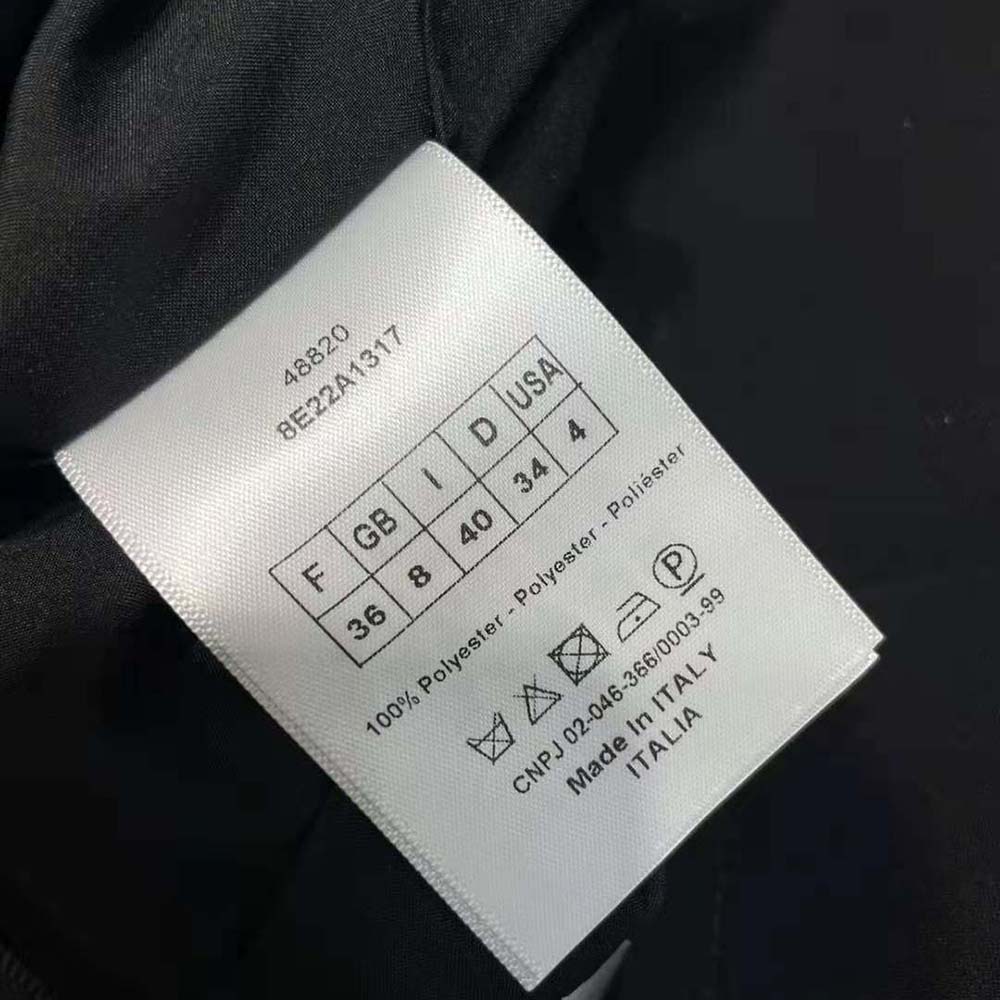 48820
8E22A1317
F GB I D USA
36 8 40 34 4
100% Polyester - Polyester - Poliéster
P
CNPJ 02-046-366/0003-99
Made In ITALY
ITALIA